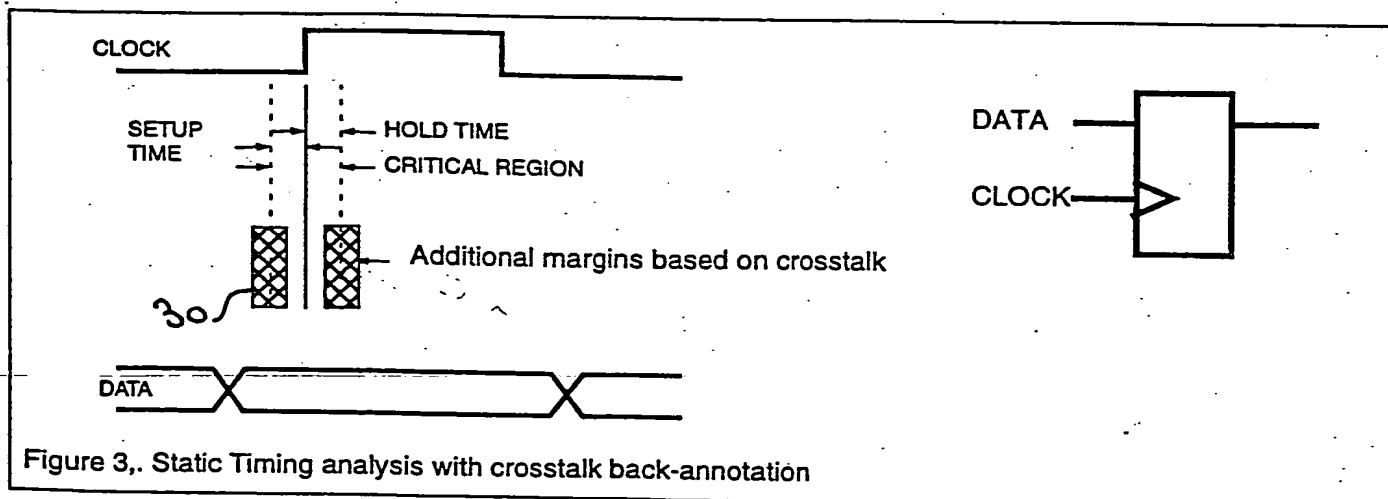 CLOCK
SETUP
TIME
HOLD TIME
CRITICAL REGION
Additional margins based on crosstalk
30
DATA
DATA
CLOCK
Figure 3,. Static Timing analysis with crosstalk back-annotation